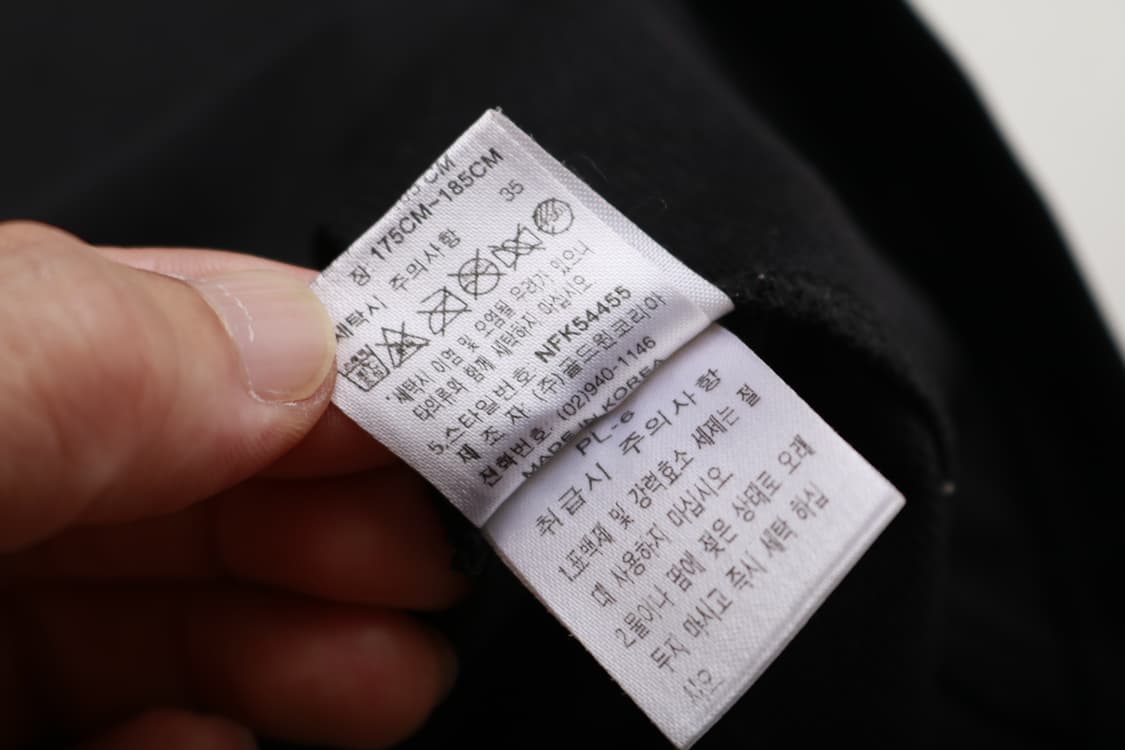 장 175CM~185CM
35
세탁시 주의사항
*세탁시 이염 및 오염될 우려가 있으니
타의류와 함께 세탁하지 마십시오
5.스타일번호 NFK54455
제 조 자 (주)골드윈코리아
전화번호 (02)940-1146
MADE IN KOREA
PL-6
취급시 주의사항
1.표백제 및 강력효소 세제는 절
대 사용하지 마십시오
2.물이나 땀에 젖은 상태로 오래
두지 마시고 즉시 세탁 하십
시오